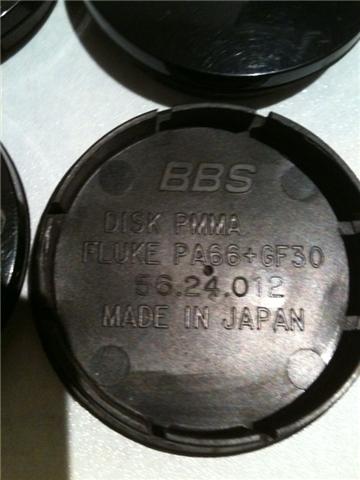 BBS
DISK PMMA
FLUKE PA66+GF30
56.24.012
MADE IN JAPAN